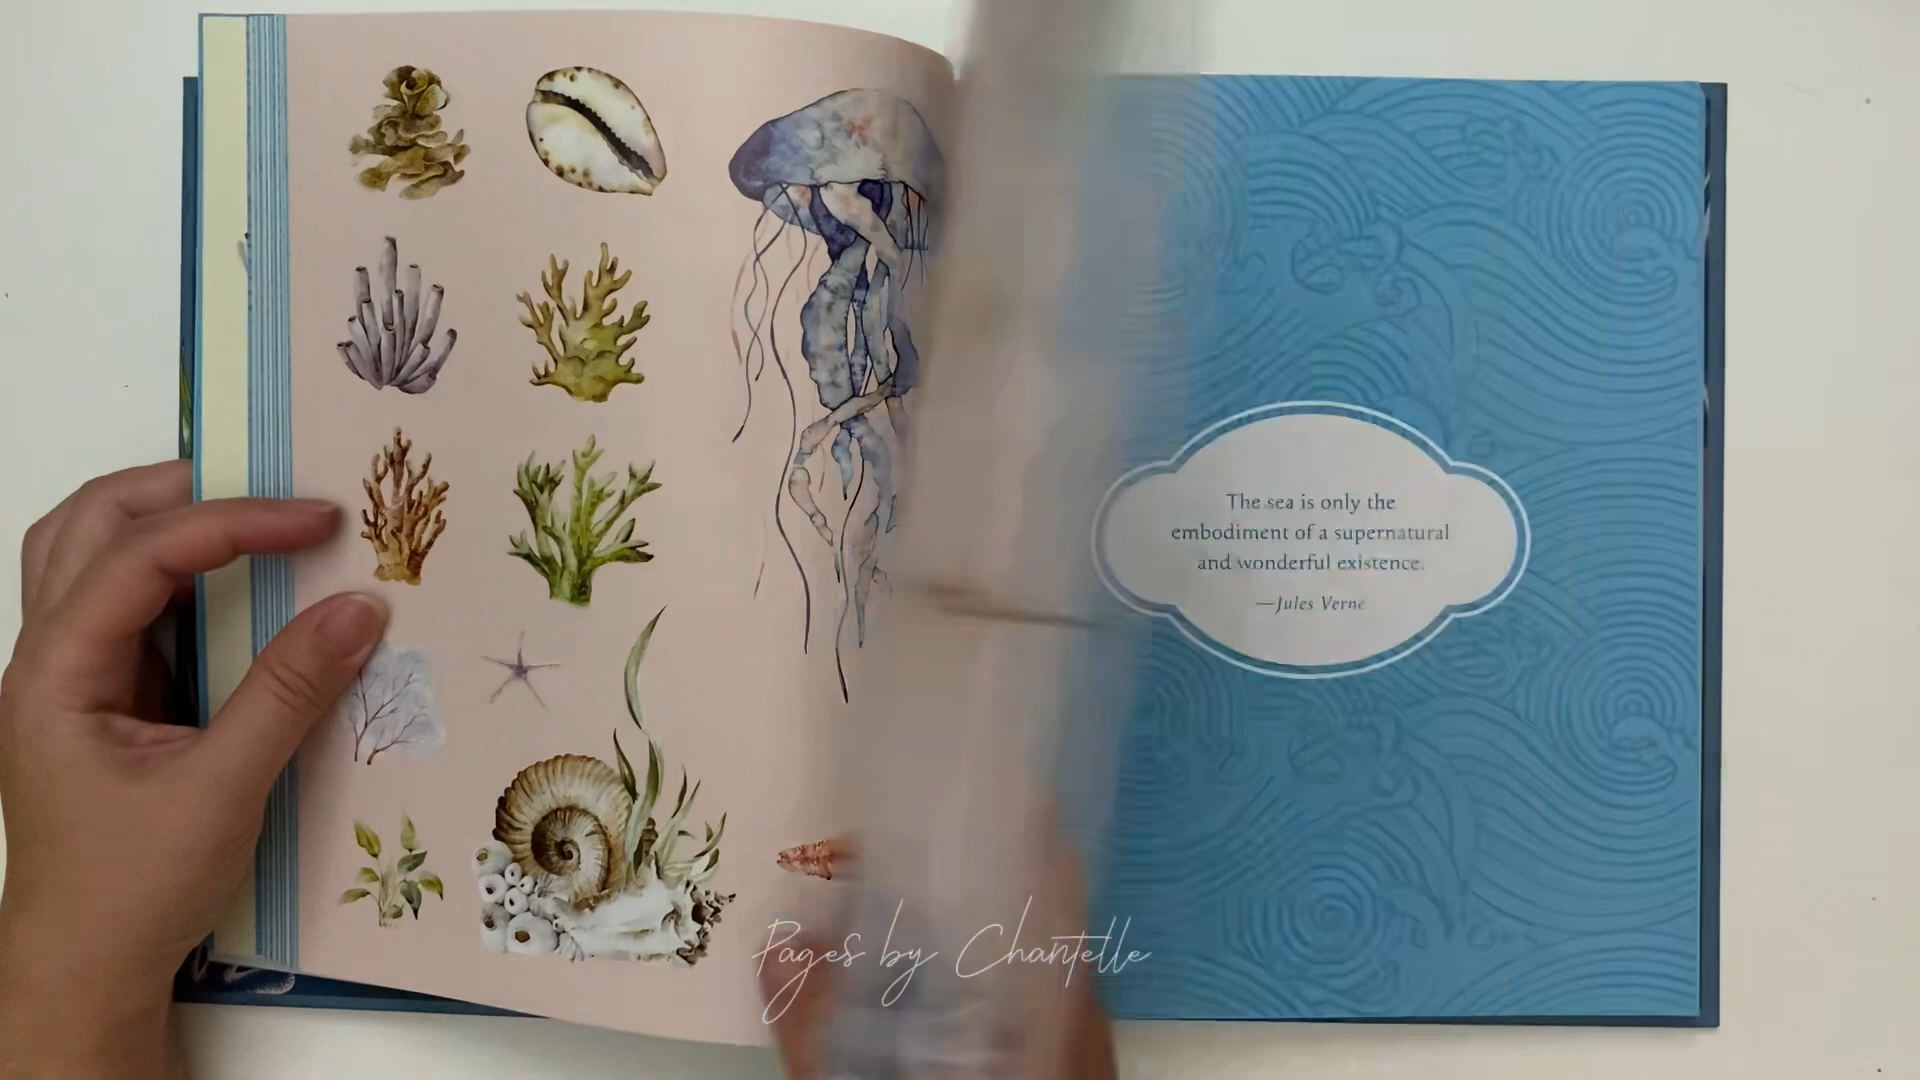 The sea is only the
embodiment of a supernatural
and wonderful existence.
—Jules Verne
Pages by Chantelle